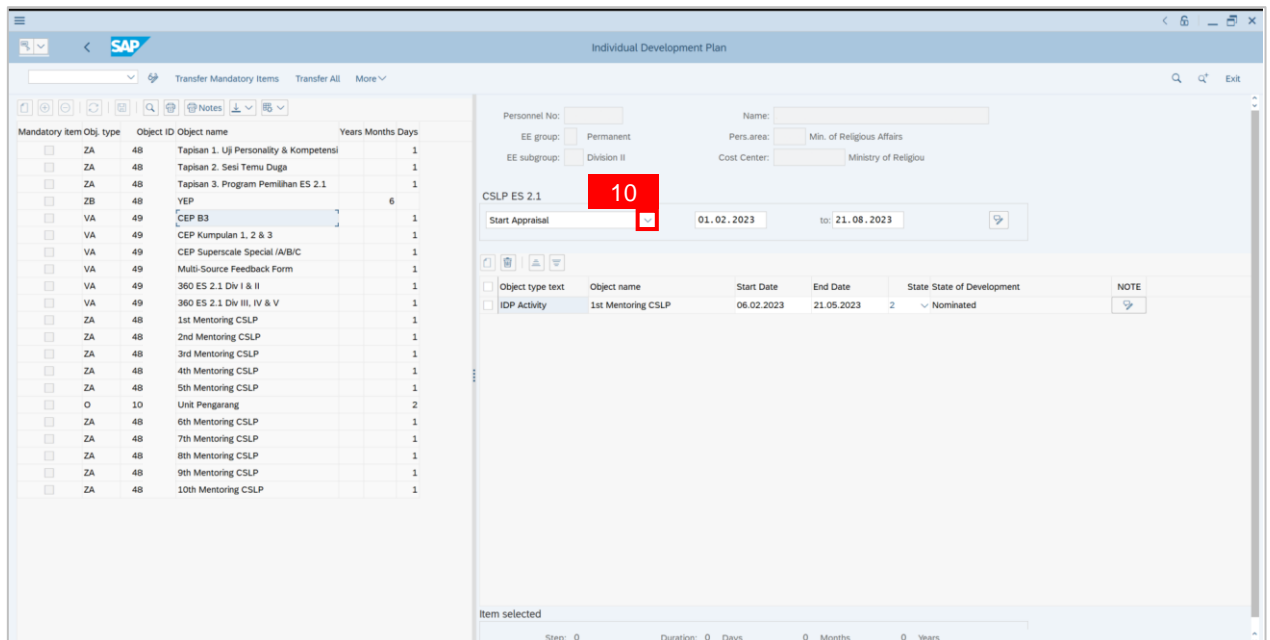 SAP
Individual Development Plan
Transfer Mandatory Items Transfer All More
Exit
Notes
Mandatory item Obj. type Object ID Object name Years Months Days
ZA 48 Tapisan 1. Uji Personality & Kompetensi 1
ZA 48 Tapisan 2. Sesi Temu Duga 1
ZA 48 Tapisan 3. Program Pemilihan ES 2.1 1
ZB 48 YEP 6
VA 49 CEP B3 1
VA 49 CEP Kumpulan 1, 2 & 3 1
VA 49 CEP Superscale Special /A/B/C 1
VA 49 Multi-Source Feedback Form 1
VA 49 360 ES 2.1 Div I & II 1
VA 49 360 ES 2.1 Div III, IV & V 1
ZA 48 1st Mentoring CSLP 1
ZA 48 2nd Mentoring CSLP 1
ZA 48 3rd Mentoring CSLP 1
ZA 48 4th Mentoring CSLP 1
ZA 48 5th Mentoring CSLP 1
O 10 Unit Pengarang 2
ZA 48 6th Mentoring CSLP 1
ZA 48 7th Mentoring CSLP 1
ZA 48 8th Mentoring CSLP 1
ZA 48 9th Mentoring CSLP 1
ZA 48 10th Mentoring CSLP 1
Personnel No: Name:
EE group: Permanent Pers.area: Min. of Religious Affairs
EE subgroup: Division II Cost Center: Ministry of Religiou
CSLP ES 2.1
10
Start Appraisal 01.02.2023 to: 21.08.2023
Object type text Object name Start Date End Date State State of Development NOTE
IDP Activity 1st Mentoring CSLP 06.02.2023 21.05.2023 2 Nominated
Item selected
Step: 0 Duration: 0 Days 0 Months 0 Years